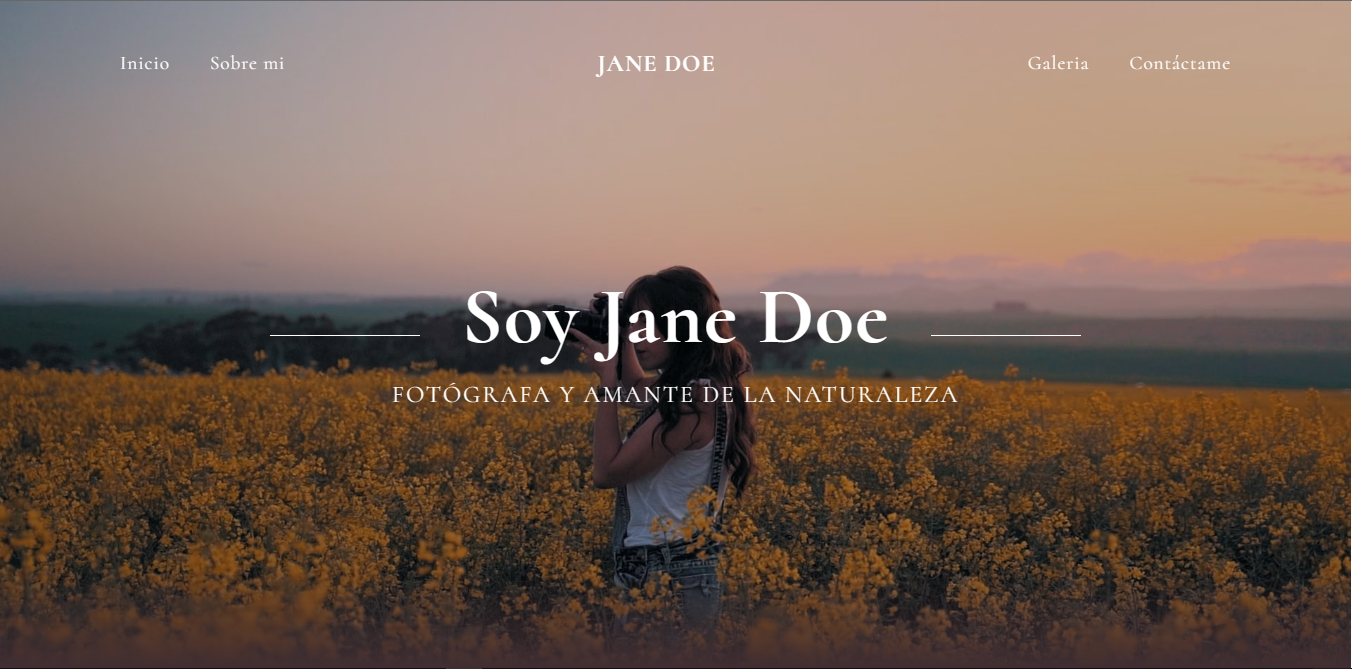 Inicio Sobre mi JANE DOE Galeria Contáctame
Soy Jane Doe
FOTÓGRAFA Y AMANTE DE LA NATURALEZA